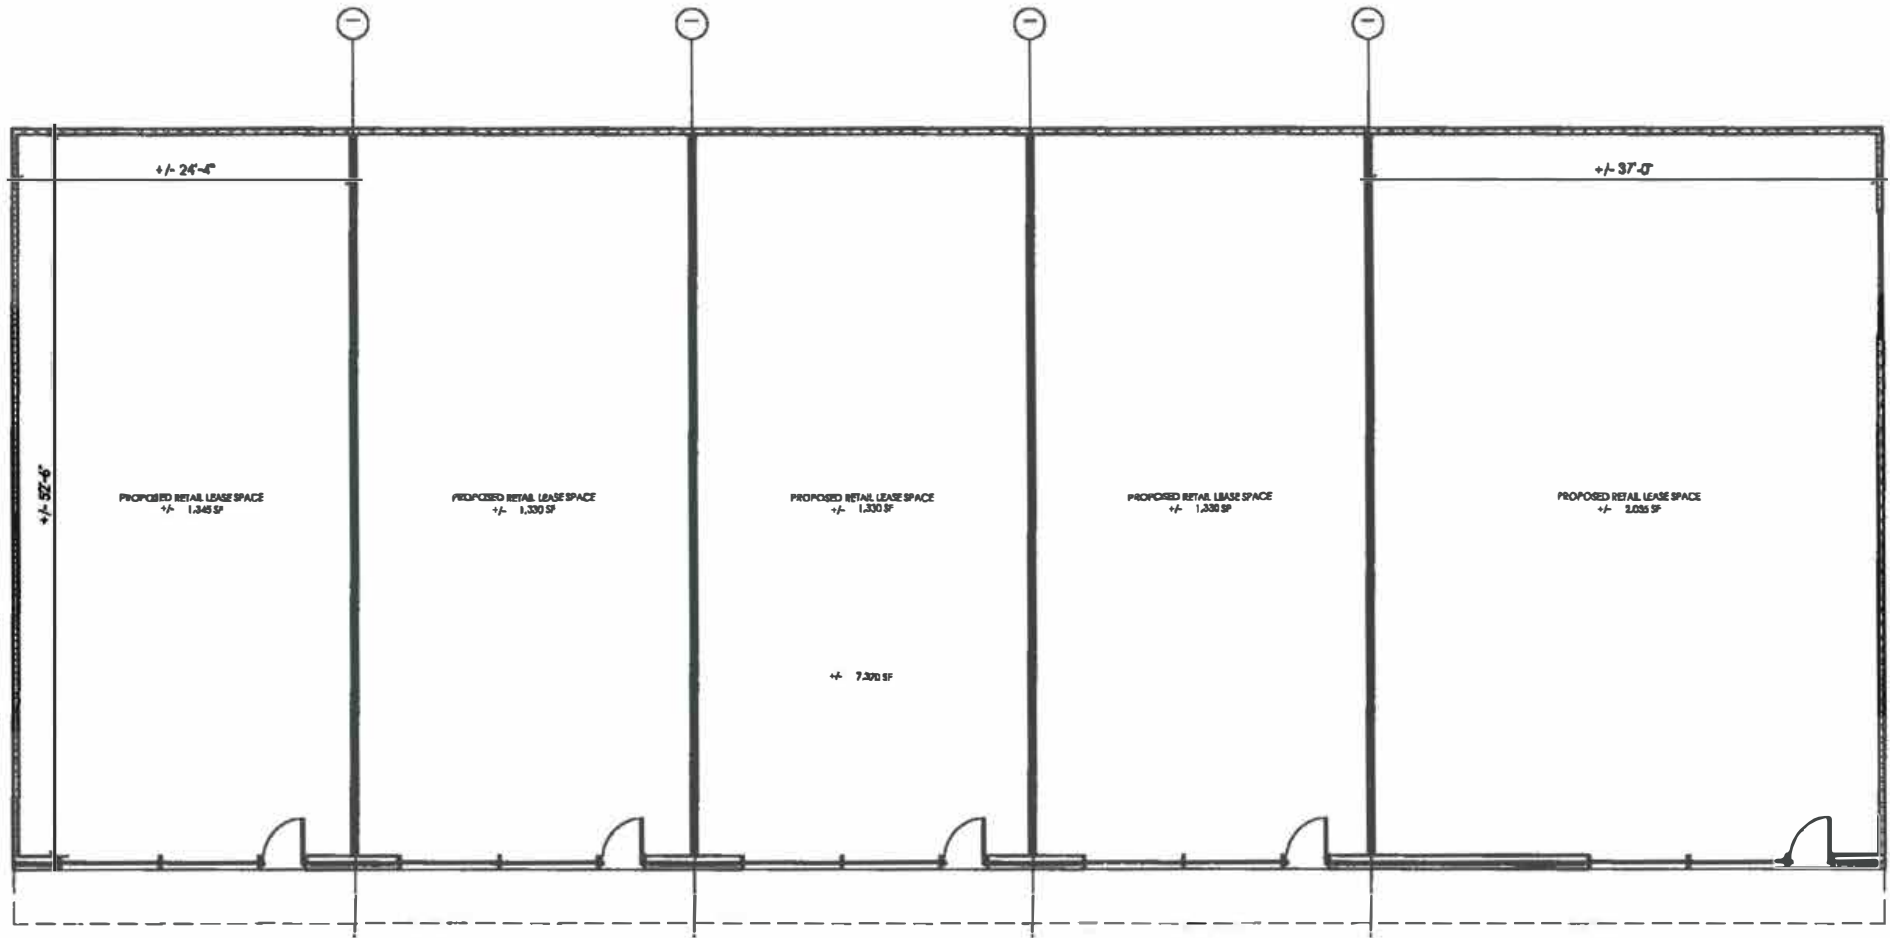 +/- 24'-4"
+/- 37'-0"
+/- 52'-6"
PROPOSED RETAIL LEASE SPACE
+/- 1,345 SF
PROPOSED RETAIL LEASE SPACE
+/- 1,330 SF
PROPOSED RETAIL LEASE SPACE
+/- 1,330 SF
PROPOSED RETAIL LEASE SPACE
+/- 1,330 SF
PROPOSED RETAIL LEASE SPACE
+/- 2,035 SF
+/- 7,370 SF